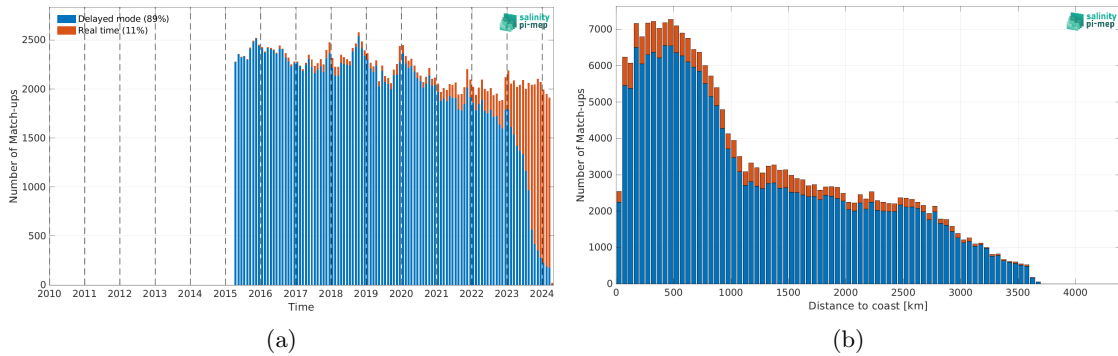 Delayed mode (89%)
Real time (11%)
salinity
pi-mep
Number of Match-ups
2500
2000
1500
1000
500
0
2010 2011 2012 2013 2014 2015 2016 2017 2018 2019 2020 2021 2022 2023 2024
Time
(a)
salinity
pi-mep
Number of Match-ups
7000
6000
5000
4000
3000
2000
1000
0
0 500 1000 1500 2000 2500 3000 3500 4000
Distance to coast [km]
(b)